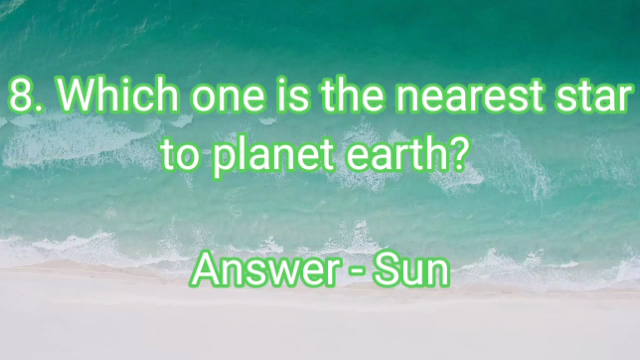 8. Which one is the nearest star
to planet earth?
Answer - Sun